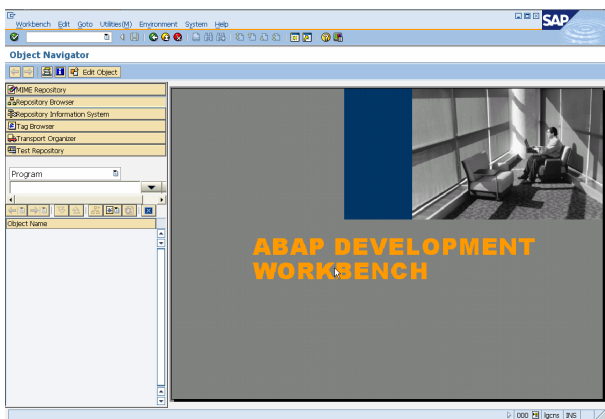 Workbench Edit Goto Utilities(M) Environment System Help
SAP
Object Navigator
Edit Object
MIME Repository
Repository Browser
Repository Information System
Tag Browser
Transport Organizer
Test Repository
Program
Object Name
ABAP DEVELOPMENT
WORKBENCH
000 lgcns INS